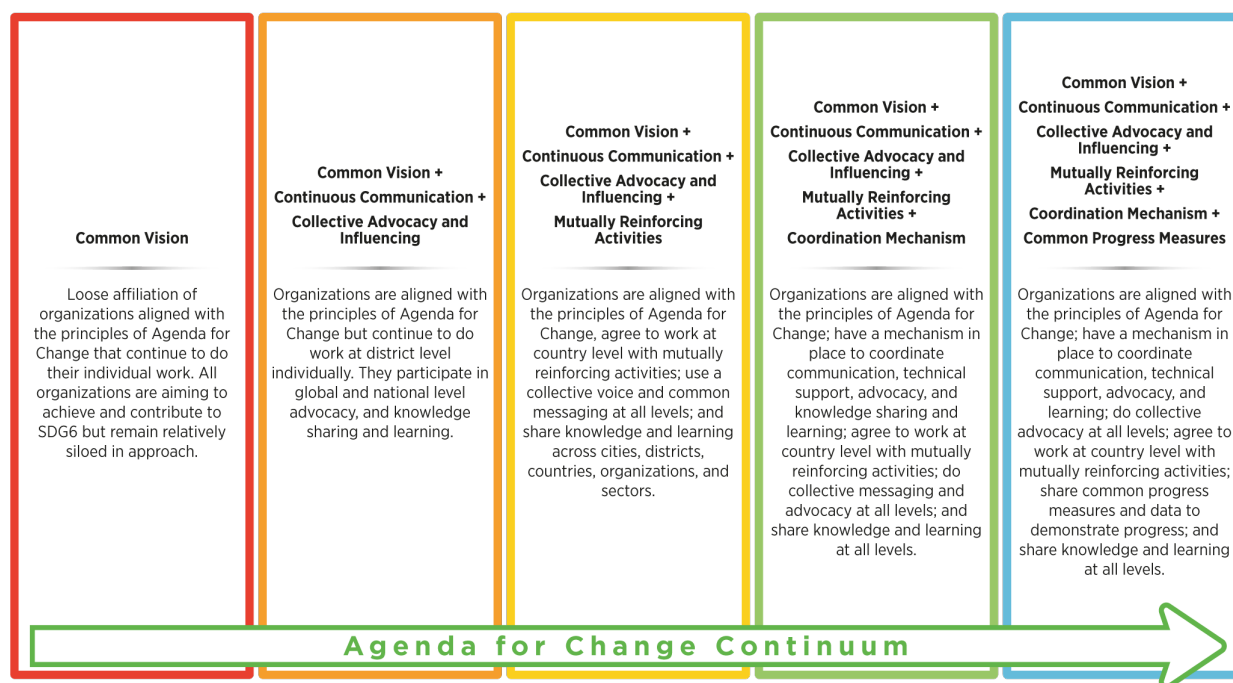 Common Vision
Loose affiliation of
organizations aligned with
the principles of Agenda for
Change that continue to do
their individual work. All
organizations are aiming to
achieve and contribute to
SDG6 but remain relatively
siloed in approach.
Common Vision +
Continuous Communication +
Collective Advocacy and
Influencing
Organizations are aligned with
the principles of Agenda for
Change but continue to do
work at district level
individually. They participate in
global and national level
advocacy, and knowledge
sharing and learning.
Common Vision +
Continuous Communication +
Collective Advocacy and
Influencing +
Mutually Reinforcing
Activities
Organizations are aligned with
the principles of Agenda for
Change, agree to work at
country level with mutually
reinforcing activities; use a
collective voice and common
messaging at all levels; and
share knowledge and learning
across cities, districts,
countries, organizations, and
sectors.
Common Vision +
Continuous Communication +
Collective Advocacy and
Influencing +
Mutually Reinforcing
Activities +
Coordination Mechanism
Organizations are aligned with
the principles of Agenda for
Change; have a mechanism in
place to coordinate
communication, technical
support, advocacy, and
knowledge sharing and
learning; agree to work at
country level with mutually
reinforcing activities; do
collective messaging and
advocacy at all levels; and
share knowledge and learning
at all levels.
Common Vision +
Continuous Communication +
Collective Advocacy and
Influencing +
Mutually Reinforcing
Activities +
Coordination Mechanism +
Common Progress Measures
Organizations are aligned with
the principles of Agenda for
Change; have a mechanism in
place to coordinate
communication, technical
support, advocacy, and
learning; do collective
advocacy at all levels; agree to
work at country level with
mutually reinforcing activities;
share common progress
measures and data to
demonstrate progress; and
share knowledge and learning
at all levels.
Agenda for Change Continuum